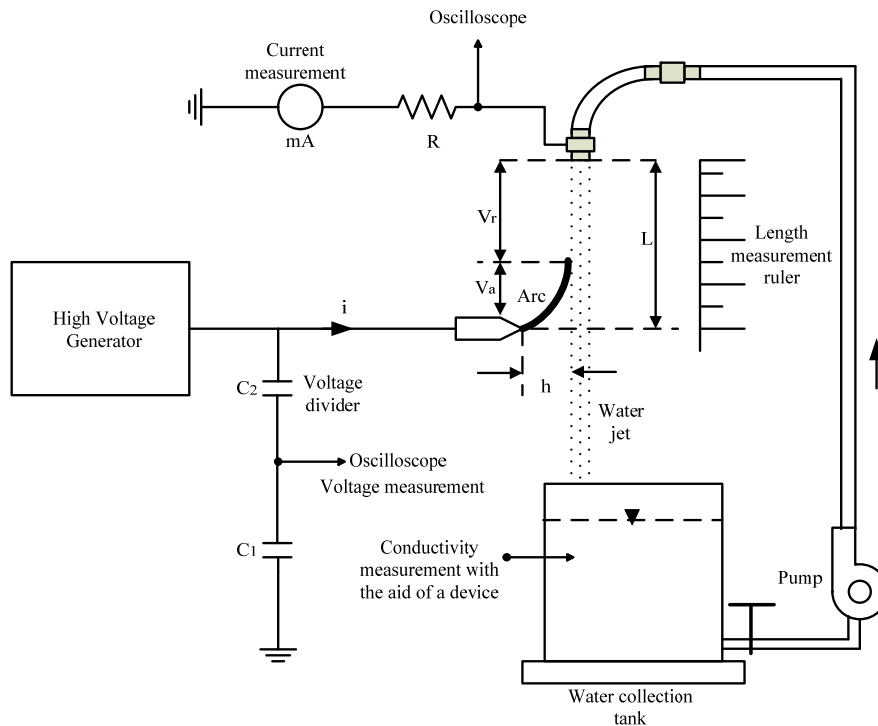 Oscilloscope
Current
measurement
mA
R
Vr
L
Length
measurement
ruler
Va
Arc
High Voltage
Generator
i
C2
Voltage
divider
h
Water
jet
Oscilloscope
Voltage measurement
C1
Conductivity
measurement with
the aid of a device
Pump
Water collection
tank